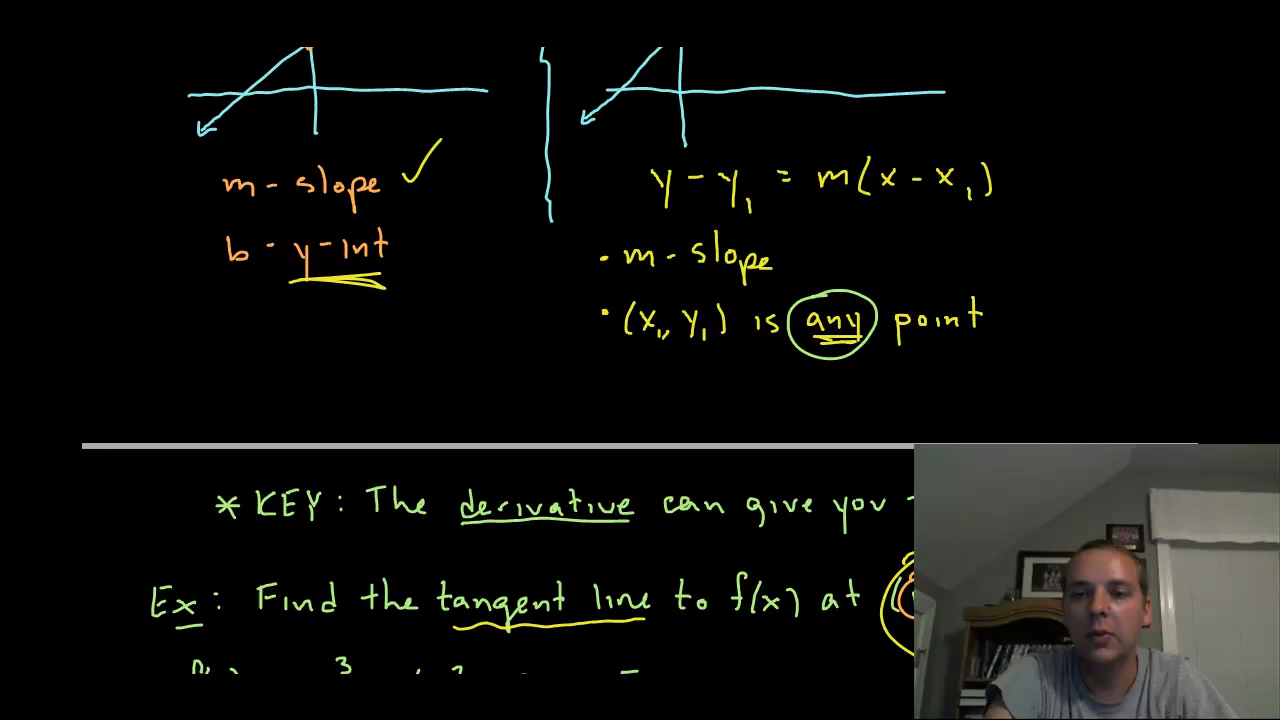 m - slope ✓
b - y-int
y - y₁ = m(x - x₁)
• m - slope
• (x₁, y₁) is any point
* KEY: The derivative can give you
Ex: Find the tangent line to f(x) at